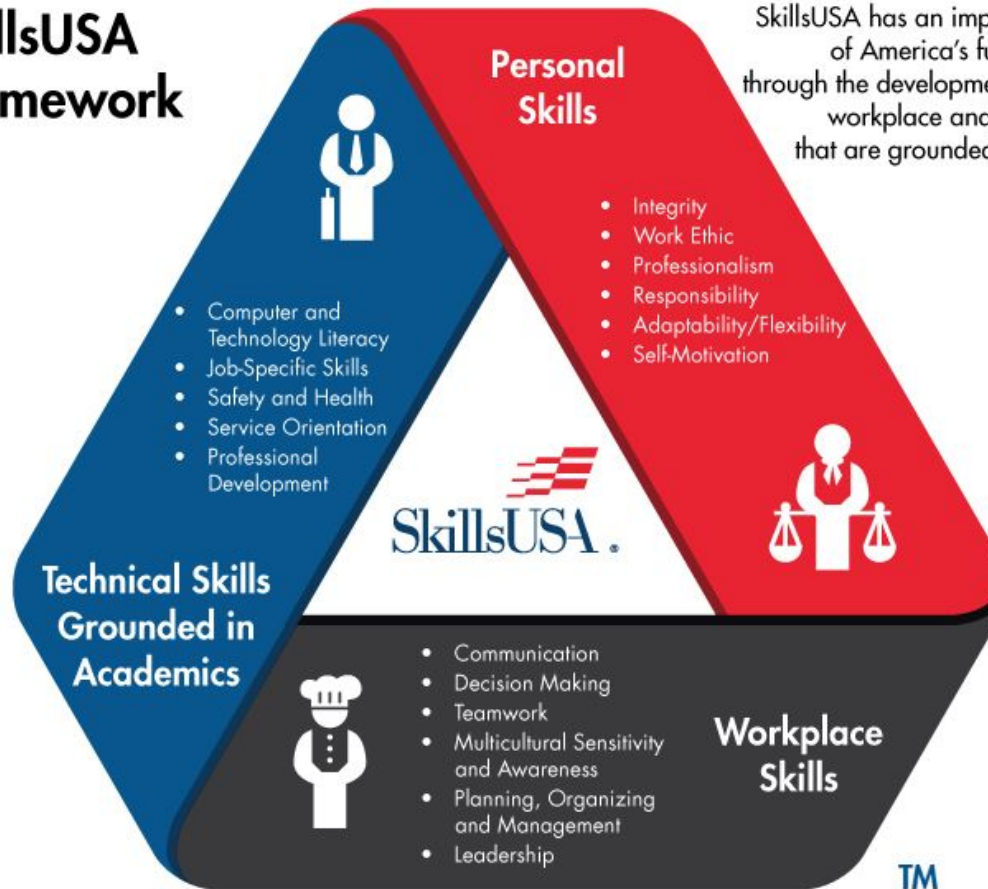 llsUSA
mework
SkillsUSA has an imp
of America's fu
through the developme
workplace and
that are grounded
Personal
Skills
• Integrity
• Work Ethic
• Professionalism
• Responsibility
• Adaptability/Flexibility
• Self-Motivation
• Computer and
Technology Literacy
• Job-Specific Skills
• Safety and Health
• Service Orientation
• Professional
Development
Technical Skills
Grounded in
Academics
SkillsUSA®
• Communication
• Decision Making
• Teamwork
• Multicultural Sensitivity
and Awareness
• Planning, Organizing
and Management
• Leadership
Workplace
Skills
TM